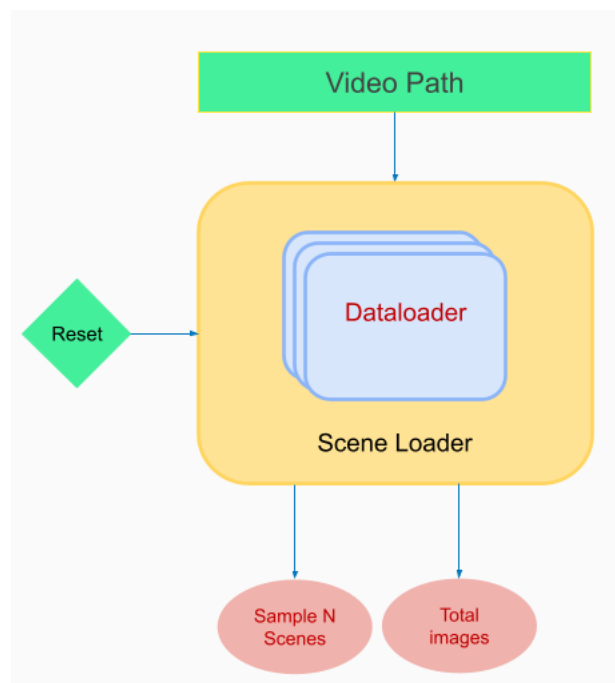 Video Path
Dataloader
Reset
Scene Loader
Sample N
Scenes
Total
images